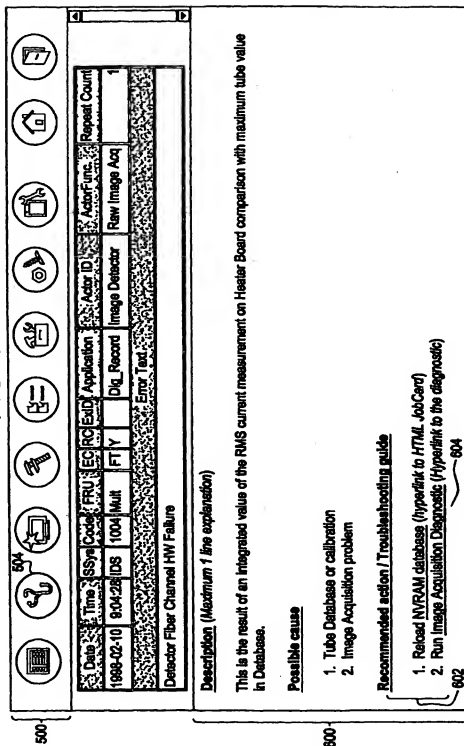 504
500
Date Time SSys Code FRU EC RC ExID Application Actor ID ActorFunc. Repeat Count
1998-02-10 9:04:28 IDS 1004 Mult FT Y Dig_Record Image Detector Raw Image Acq 1
Error Text
Detector Fiber Channel HW Failure
Description (Maximum 1 line explanation)
This is the result of an integrated value of the RMS current measurement on Heater Board comparison with maximum tube value
in Database.
Possible cause
1. Tube Database or calibration
2. Image Acquisition problem
600
Recommended action / Troubleshooting guide
1. Reload NVRAM database (hyperlink to HTML JobCard)
2. Run Image Acquisition Diagnostic (Hyperlink to the diagnostic)
602
604